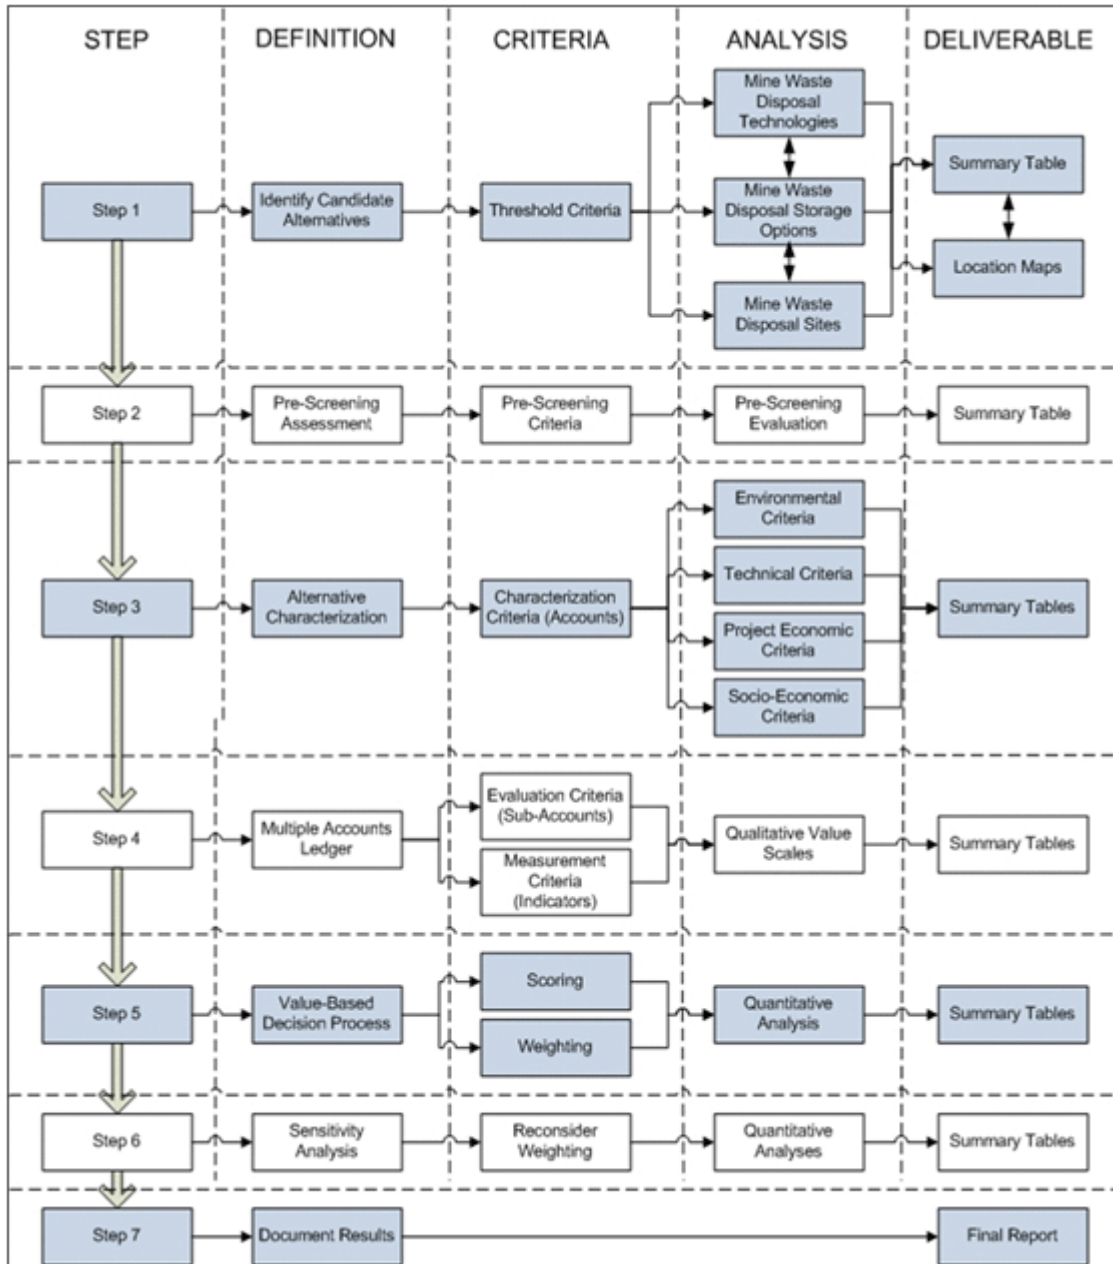 STEP
DEFINITION
CRITERIA
ANALYSIS
DELIVERABLE
Step 1
Identify Candidate
Alternatives
Threshold Criteria
Mine Waste
Disposal
Technologies
Mine Waste
Disposal Storage
Options
Mine Waste
Disposal Sites
Summary Table
Location Maps
Step 2
Pre-Screening
Assessment
Pre-Screening
Criteria
Pre-Screening
Evaluation
Summary Table
Step 3
Alternative
Characterization
Characterization
Criteria (Accounts)
Environmental
Criteria
Technical Criteria
Project Economic
Criteria
Socio-Economic
Criteria
Summary Tables
Step 4
Multiple Accounts
Ledger
Evaluation Criteria
(Sub-Accounts)
Measurement
Criteria
(Indicators)
Qualitative Value
Scales
Summary Tables
Step 5
Value-Based
Decision Process
Scoring
Weighting
Quantitative
Analysis
Summary Tables
Step 6
Sensitivity
Analysis
Reconsider
Weighting
Quantitative
Analyses
Summary Tables
Step 7
Document Results
Final Report